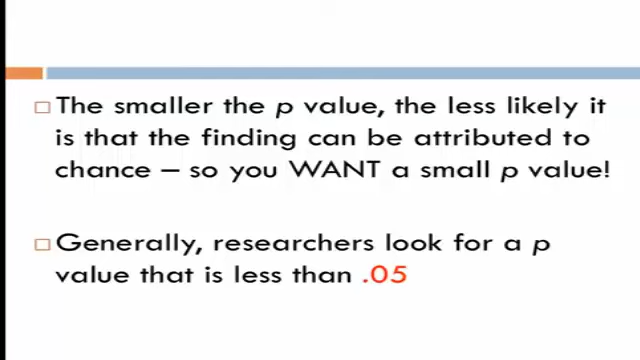 The smaller the p value, the less likely it
is that the finding can be attributed to
chance – so you WANT a small p value!
Generally, researchers look for a p
value that is less than .05